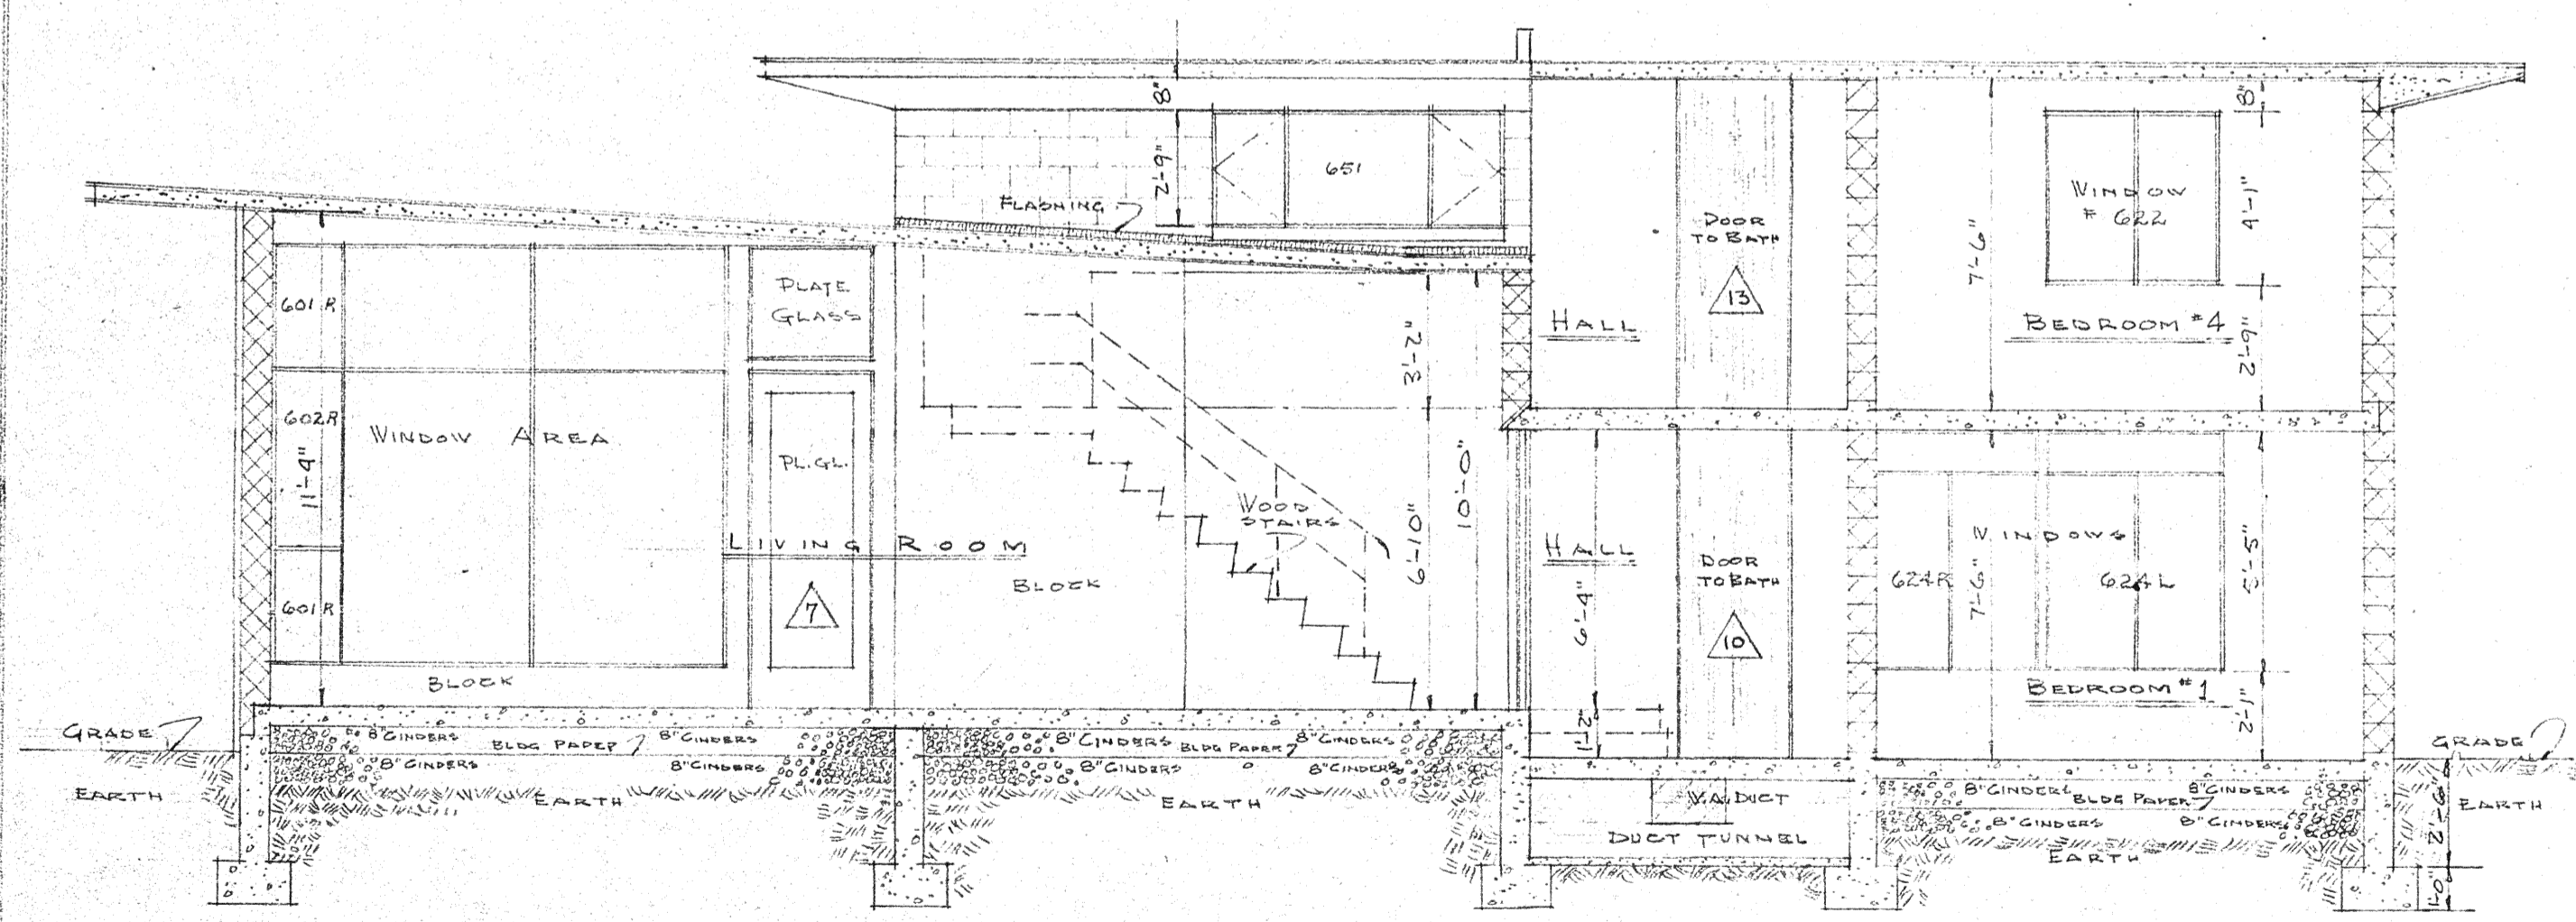 8"
2'-9"
651
FLASHING
DOOR
TO BATH
13
HALL
7'-6"
WINDOW
# 622
8"
4'-1"
BEDROOM #4
2'-9"
601 R
602R
601 R
11'-4"
WINDOW AREA
PLATE
GLASS
PL. GL.
LIVING ROOM
7
BLOCK
BLOCK
WOOD
STAIRS
3'-2"
6'-10"
10'-0"
HALL
6'-4"
1'-2"
DOOR
TO BATH
10
WINDOWS
624R
7'-6"
624L
5'-5"
BEDROOM #1
2'-1"
GRADE
EARTH
8" CINDERS
BLDG PAPER
8" CINDERS
8" CINDERS
8" CINDERS
EARTH
8" CINDERS
BLDG PAPER
8" CINDERS
8" CINDERS
8" CINDERS
EARTH
DUCT
DUCT TUNNEL
8" CINDERS
BLDG PAPER
8" CINDERS
8" CINDERS
8" CINDERS
EARTH
GRADE
EARTH
2'-6"
1'-0"